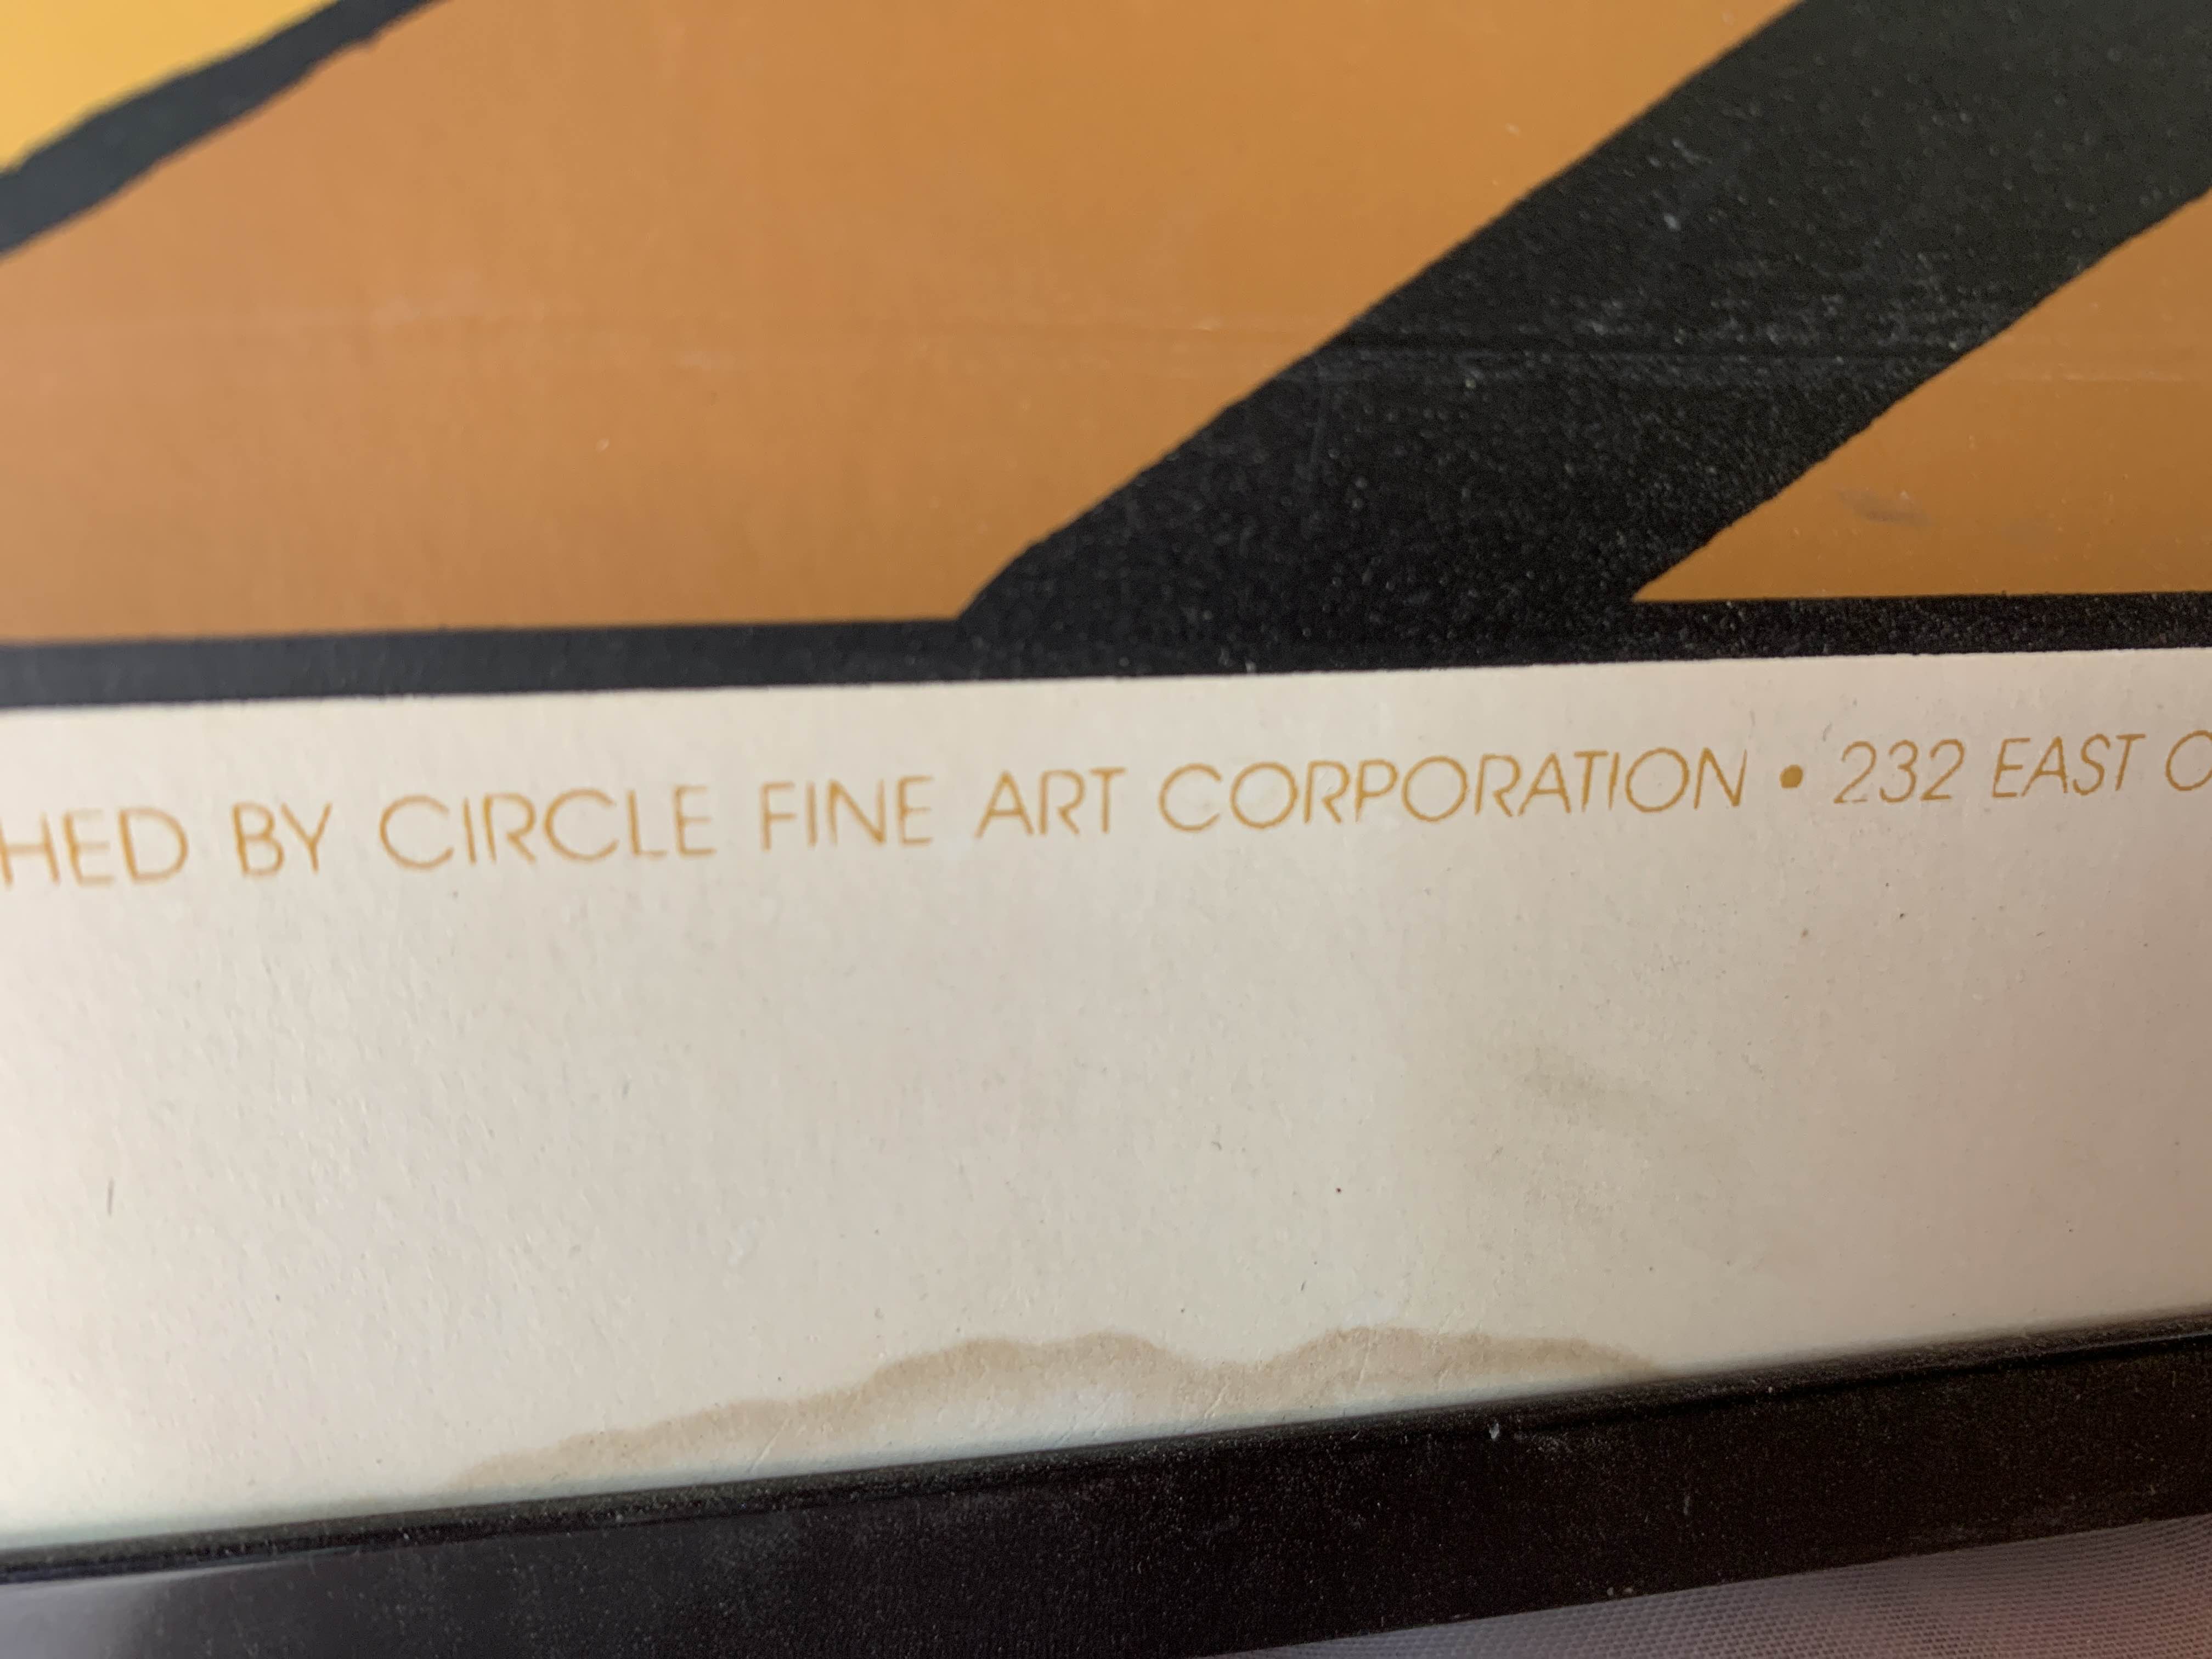 HED BY CIRCLE FINE ART CORPORATION • 232 EAST O